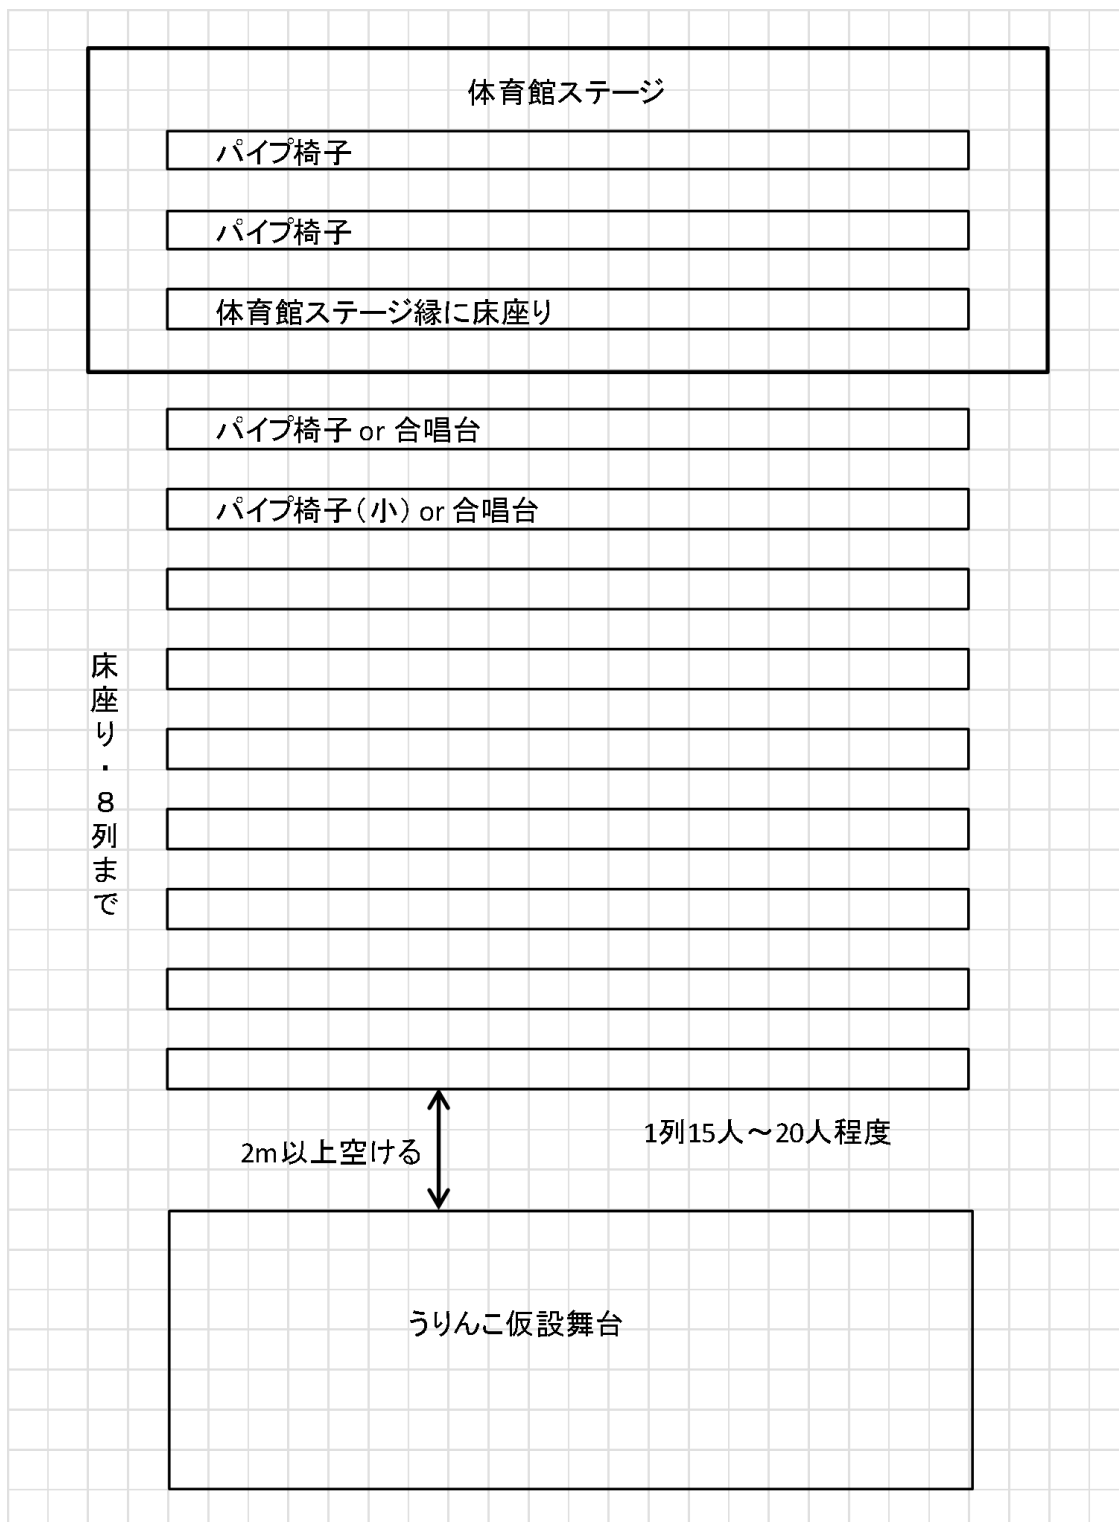 体育館ステージ
パイプ椅子
パイプ椅子
体育館ステージ縁に床座り
パイプ椅子 or 合唱台
パイプ椅子（小） or 合唱台
床座り・８列まで
1列15人～20人程度
2m以上空ける
うりんこ仮設舞台